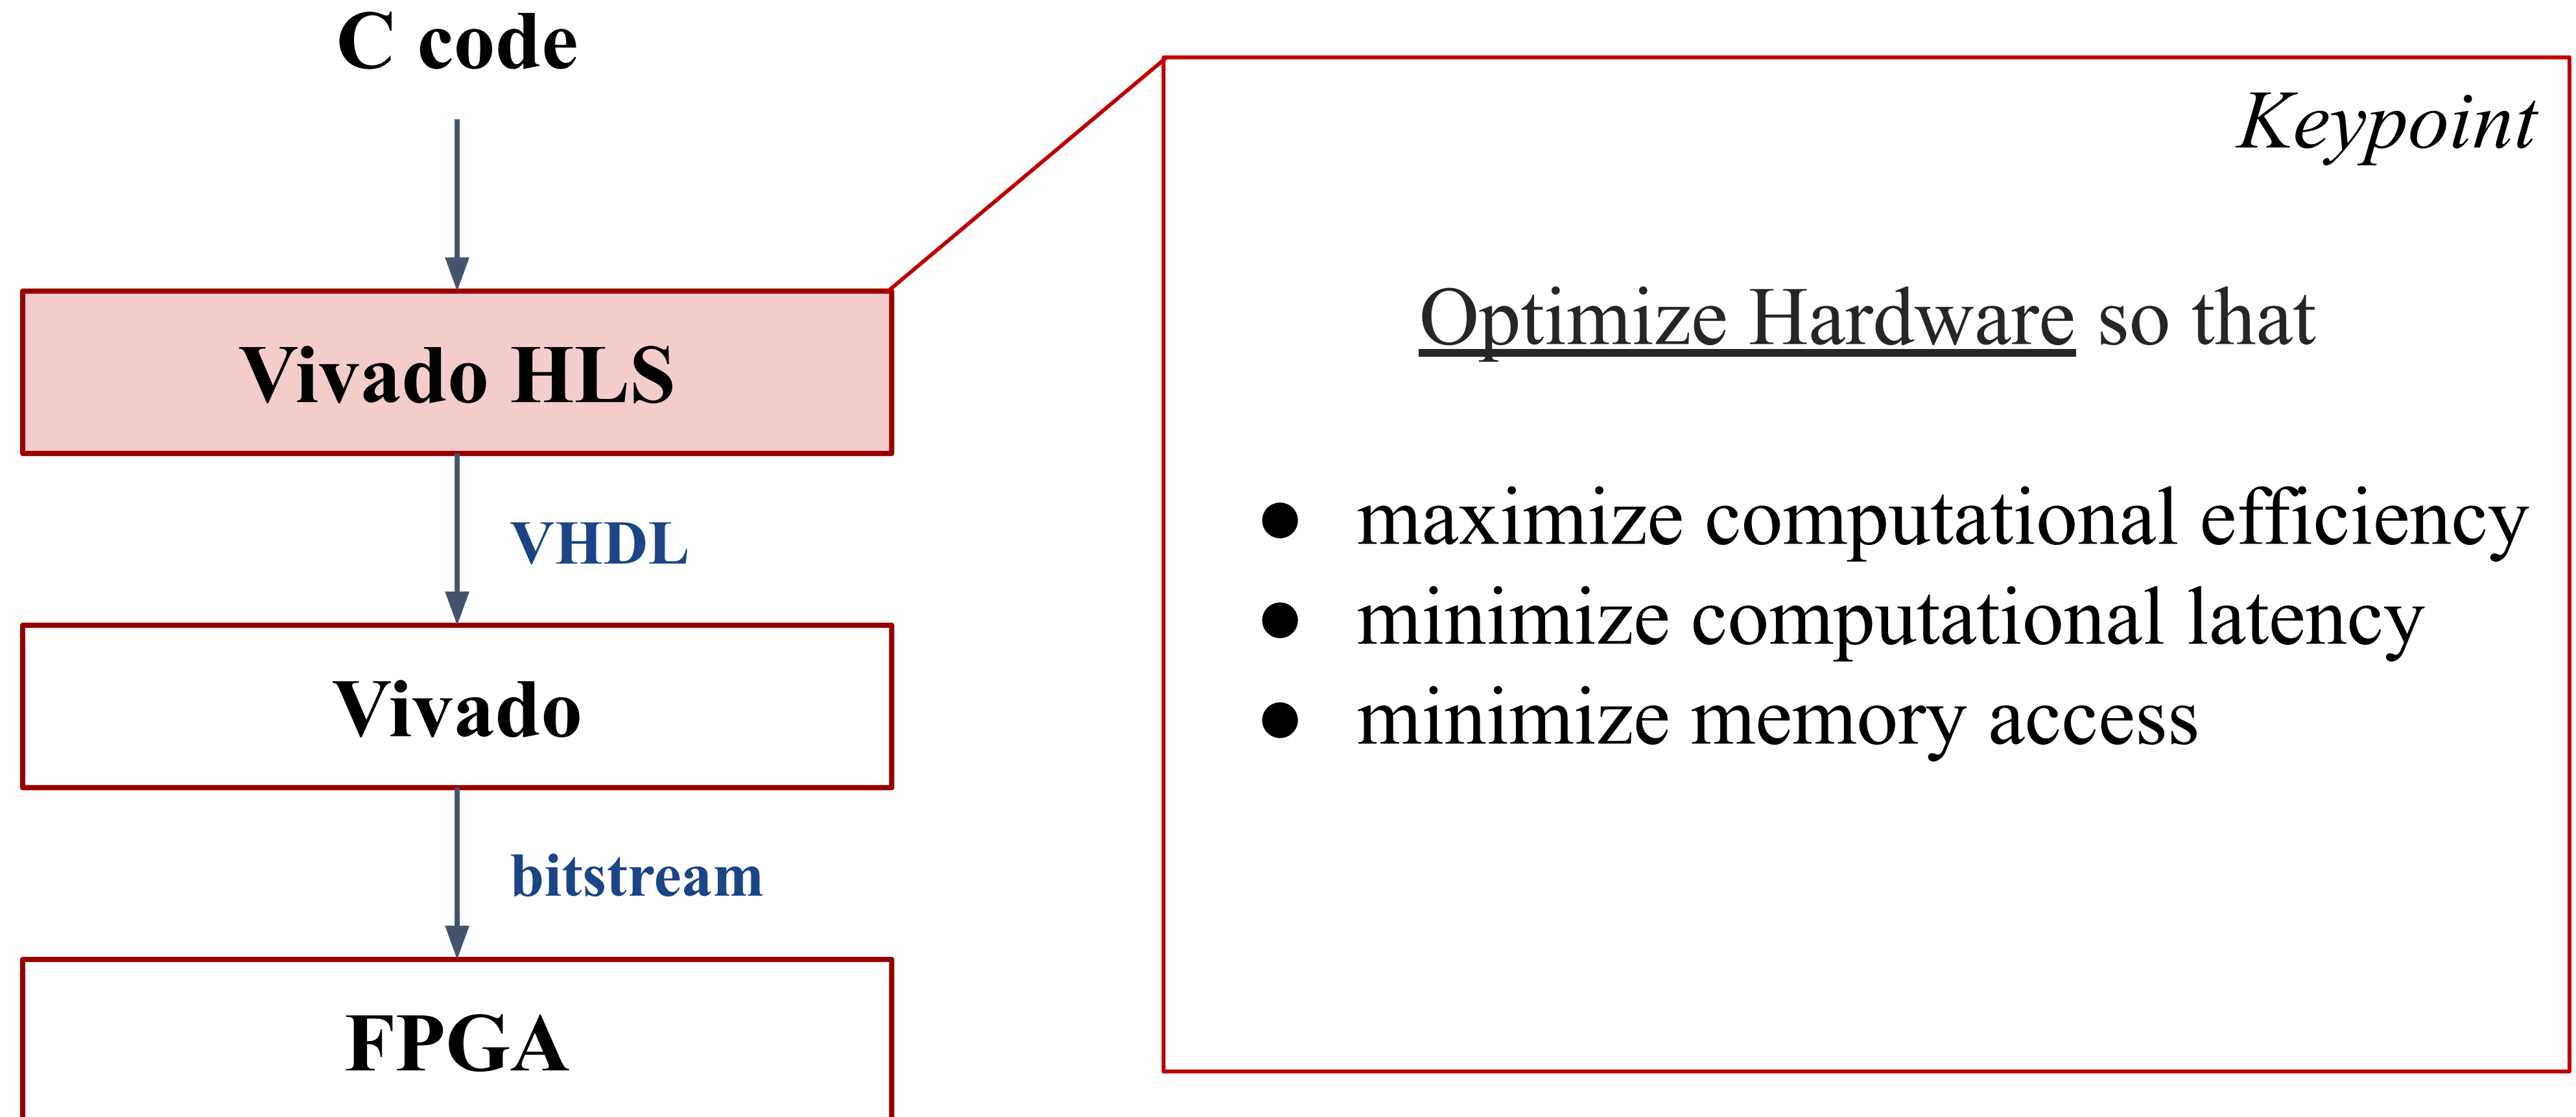 C code
Vivado HLS
VHDL
Vivado
bitstream
FPGA
Keypoint
Optimize Hardware so that
● maximize computational efficiency
● minimize computational latency
● minimize memory access